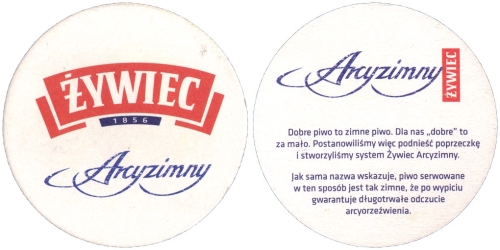 ŻYWIEC
1856
Arcyzimny
Arcyzimny
ŻYWIEC
Dobre piwo to zimne piwo. Dla nas „dobre” to
za mało. Postanowiliśmy więc podnieść poprzeczkę
i stworzyliśmy system Żywiec Arcyzimny.
Jak sama nazwa wskazuje, piwo serwowane
w ten sposób jest tak zimne, że po wypiciu
gwarantuje długotrwałe odczucie
arcyorzeźwienia.